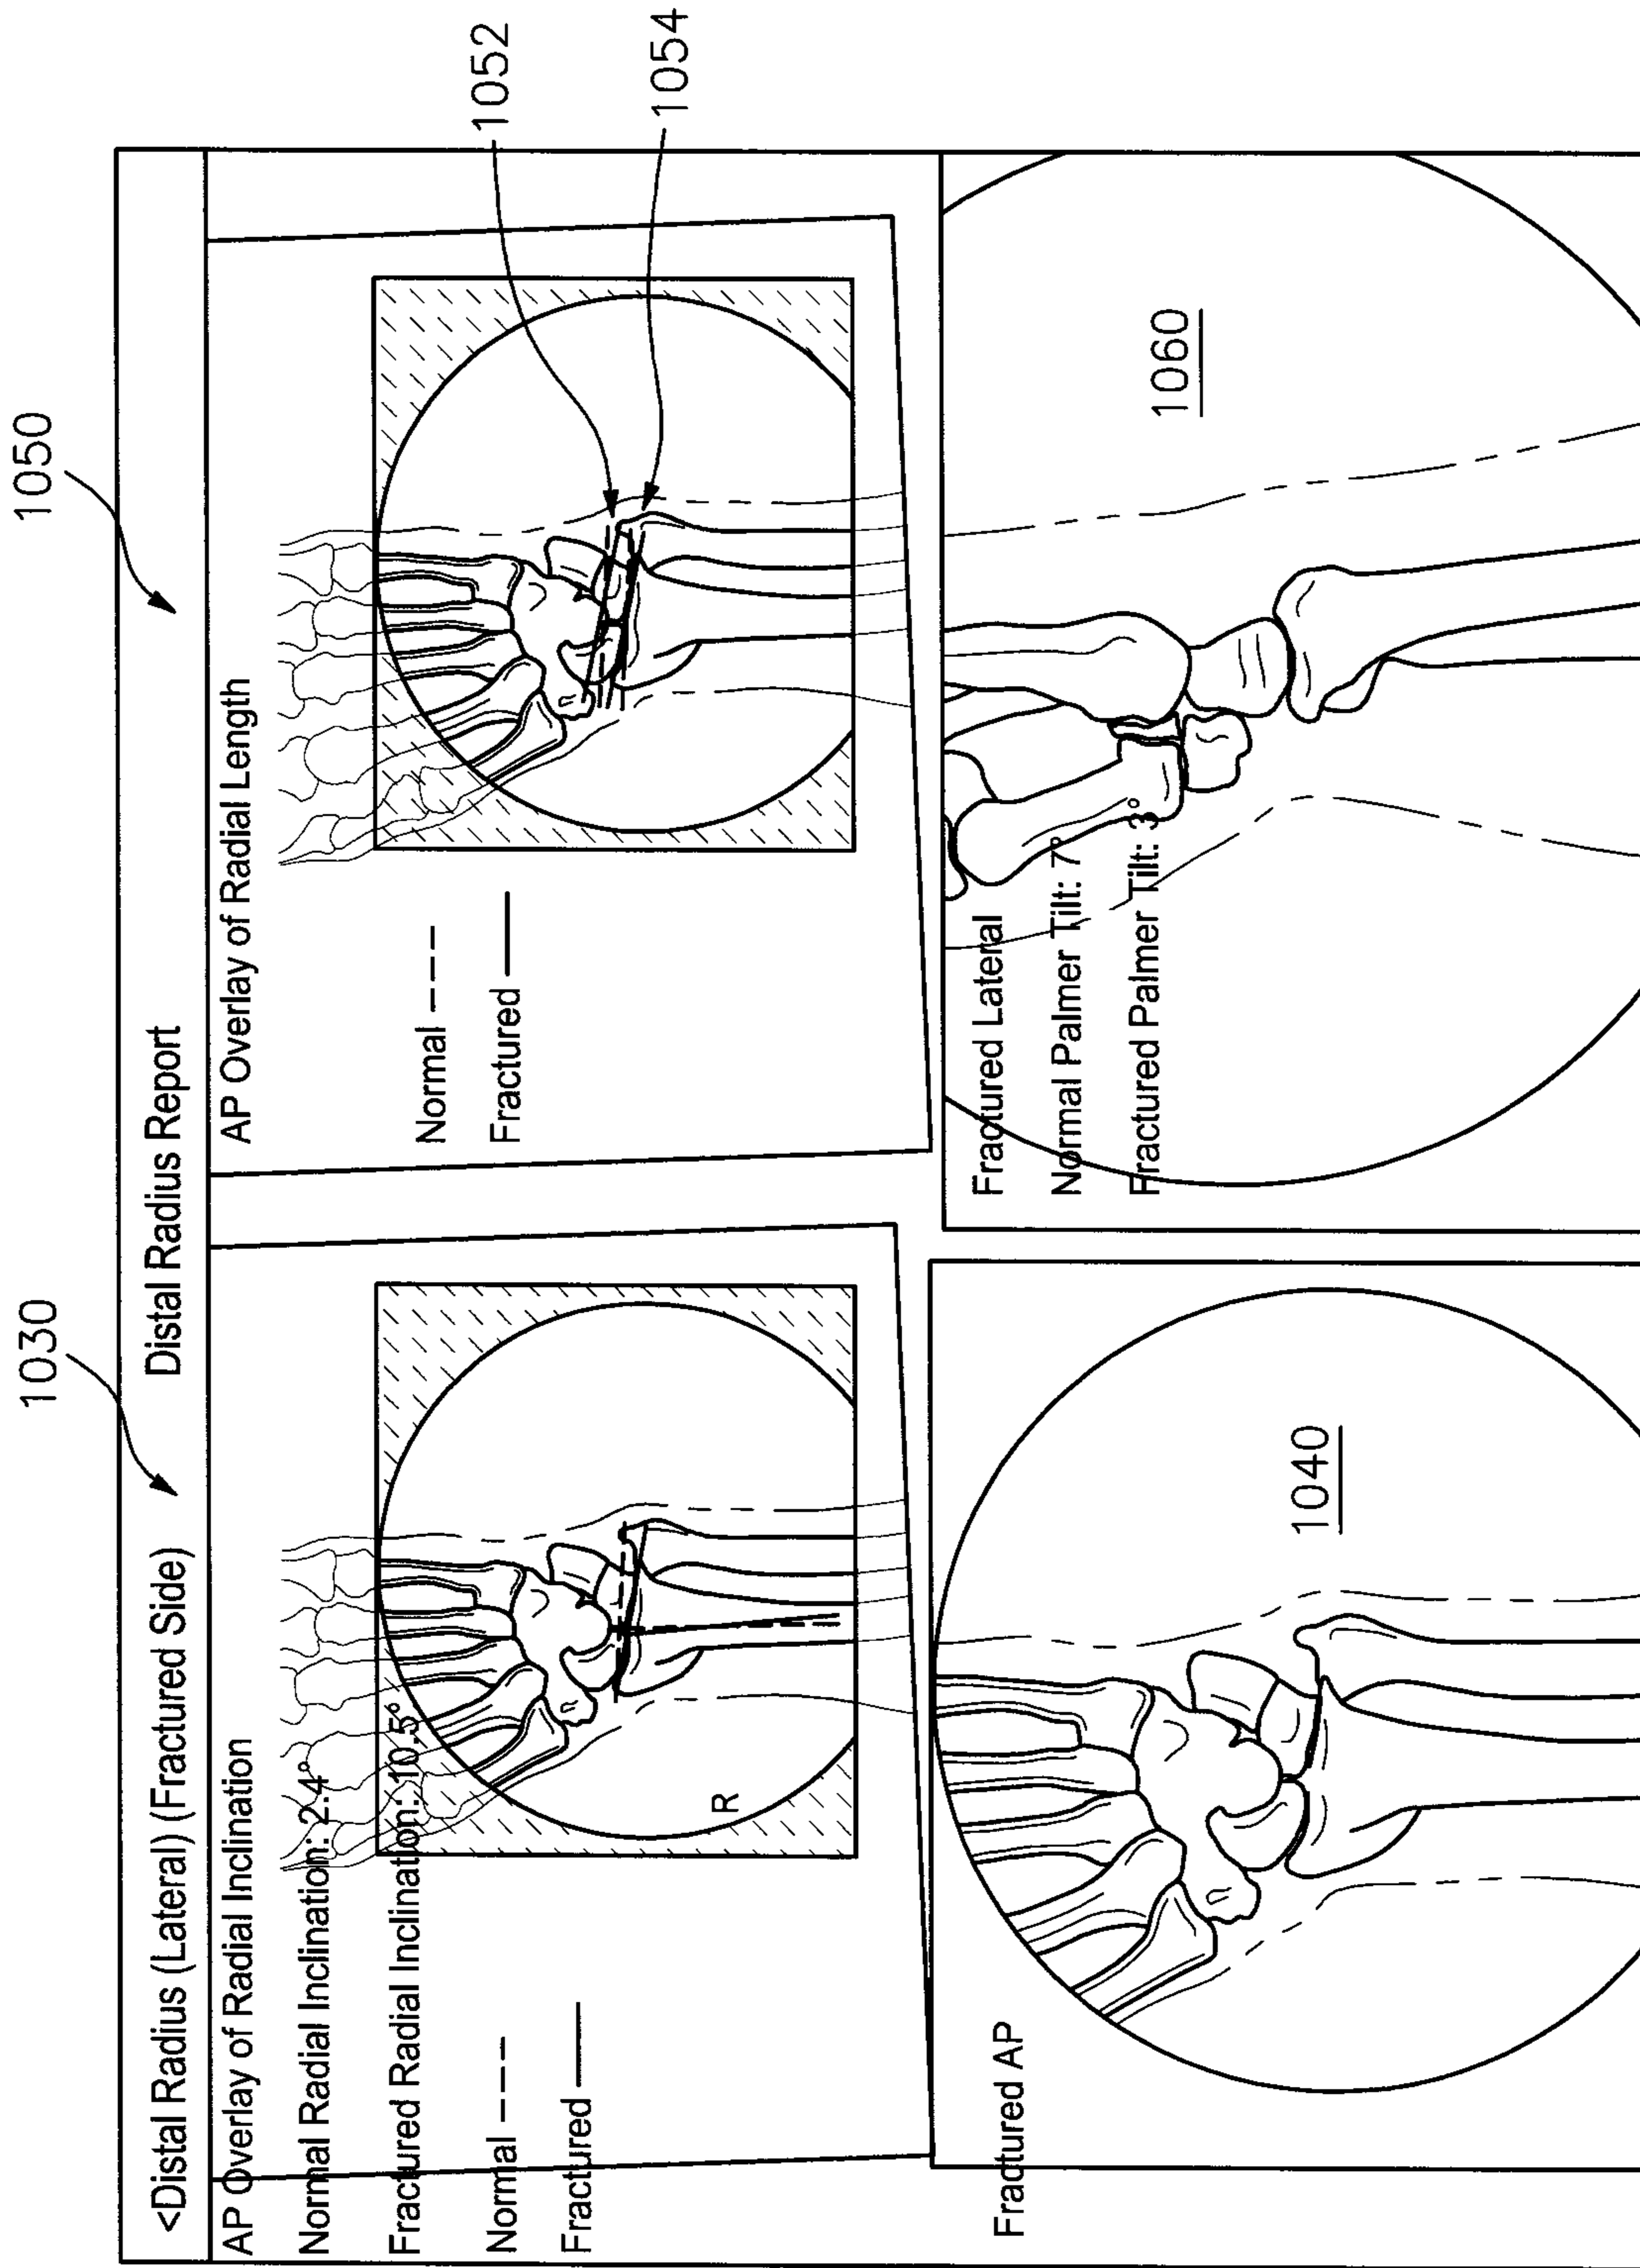 1030
1050
<Distal Radius (Lateral) (Fractured Side)
Distal Radius Report
AP Overlay of Radial Inclination
Normal Radial Inclination: 2.4°
Fractured Radial Inclination: 10.5°
Normal ---
Fractured —
R
AP Overlay of Radial Length
Normal ---
Fractured —
1052
1054
Fractured AP
1040
Fractured Lateral
Normal Palmer Tilt: 7°
Fractured Palmer Tilt: 3°
1060